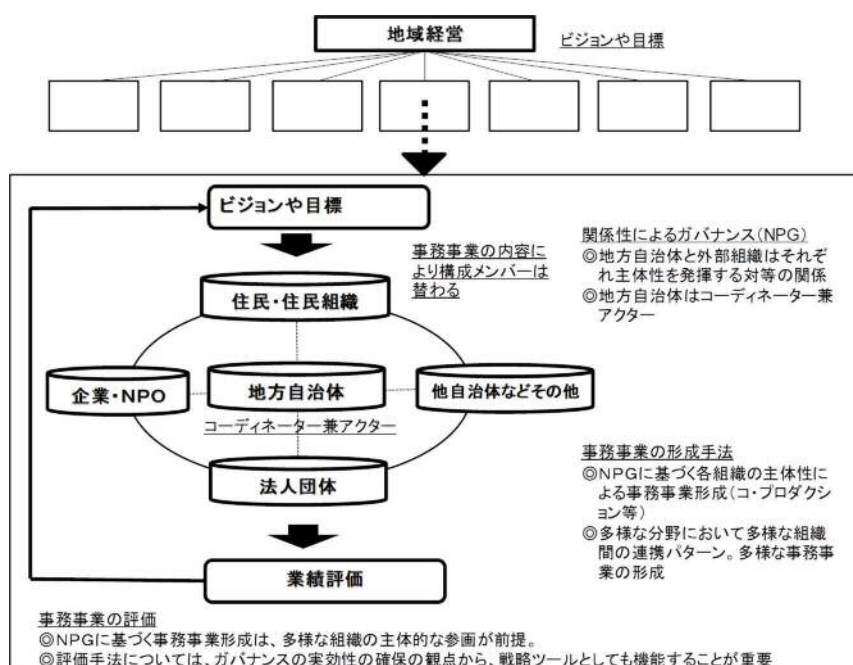 地域経営
ビジョンや目標
ビジョンや目標
事務事業の内容に
より構成メンバーは
替わる
関係性によるガバナンス(NPG)
◎地方自治体と外部組織はそれぞ
れ主体性を発揮する対等の関係
◎地方自治体はコーディネーター兼
アクター
住民・住民組織
企業・NPO
地方自治体
他自治体などその他
コーディネーター兼アクター
法人団体
事務事業の形成手法
◎NPGに基づく各組織の主体性に
よる事務事業形成(コ・プロダクシ
ョン等)
◎多様な分野において多様な組織
間の連携パターン。多様な事務事
業の形成
業績評価
事務事業の評価
◎NPGに基づく事務事業形成は、多様な組織の主体的な参画が前提。
◎評価手法については、ガバナンスの実効性の確保の観点から、戦略ツールとしても機能することが重要